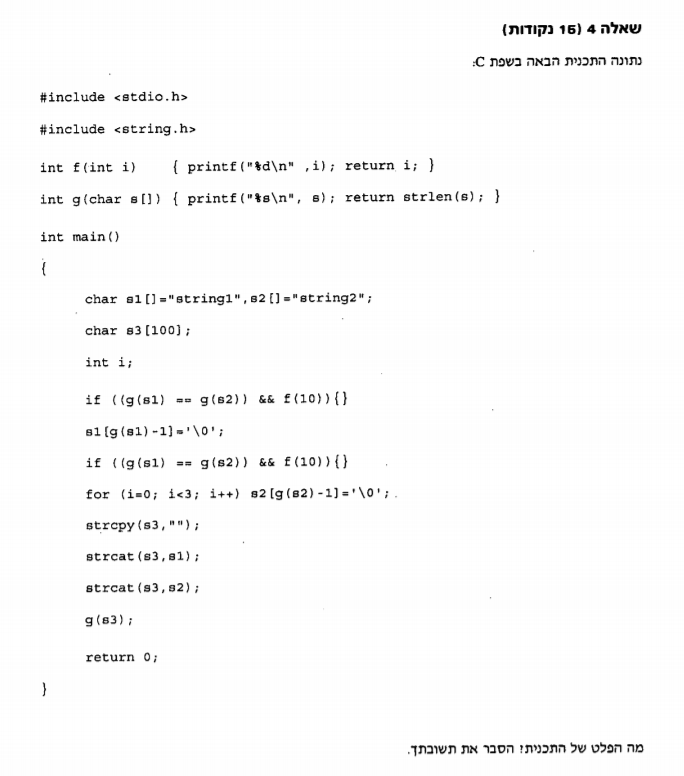 שאלה 4 (15 נקודות)
נתונה התכנית הבאה בשפת C:
#include <stdio.h>
#include <string.h>
int f(int i)    { printf("%d\n" ,i); return i; }
int g(char s[]) { printf("%s\n", s); return strlen(s); }
int main()
{
char s1[]="string1",s2[]="string2";
char s3[100];
int i;
if ((g(s1) == g(s2)) && f(10)){}
s1[g(s1)-1]='\0';
if ((g(s1) == g(s2)) && f(10)){}
for (i=0; i<3; i++) s2[g(s2)-1]='\0';
strcpy(s3,"");
strcat(s3,s1);
strcat(s3,s2);
g(s3);
return 0;
}
מה הפלט של התכנית? הסבר את תשובתך.